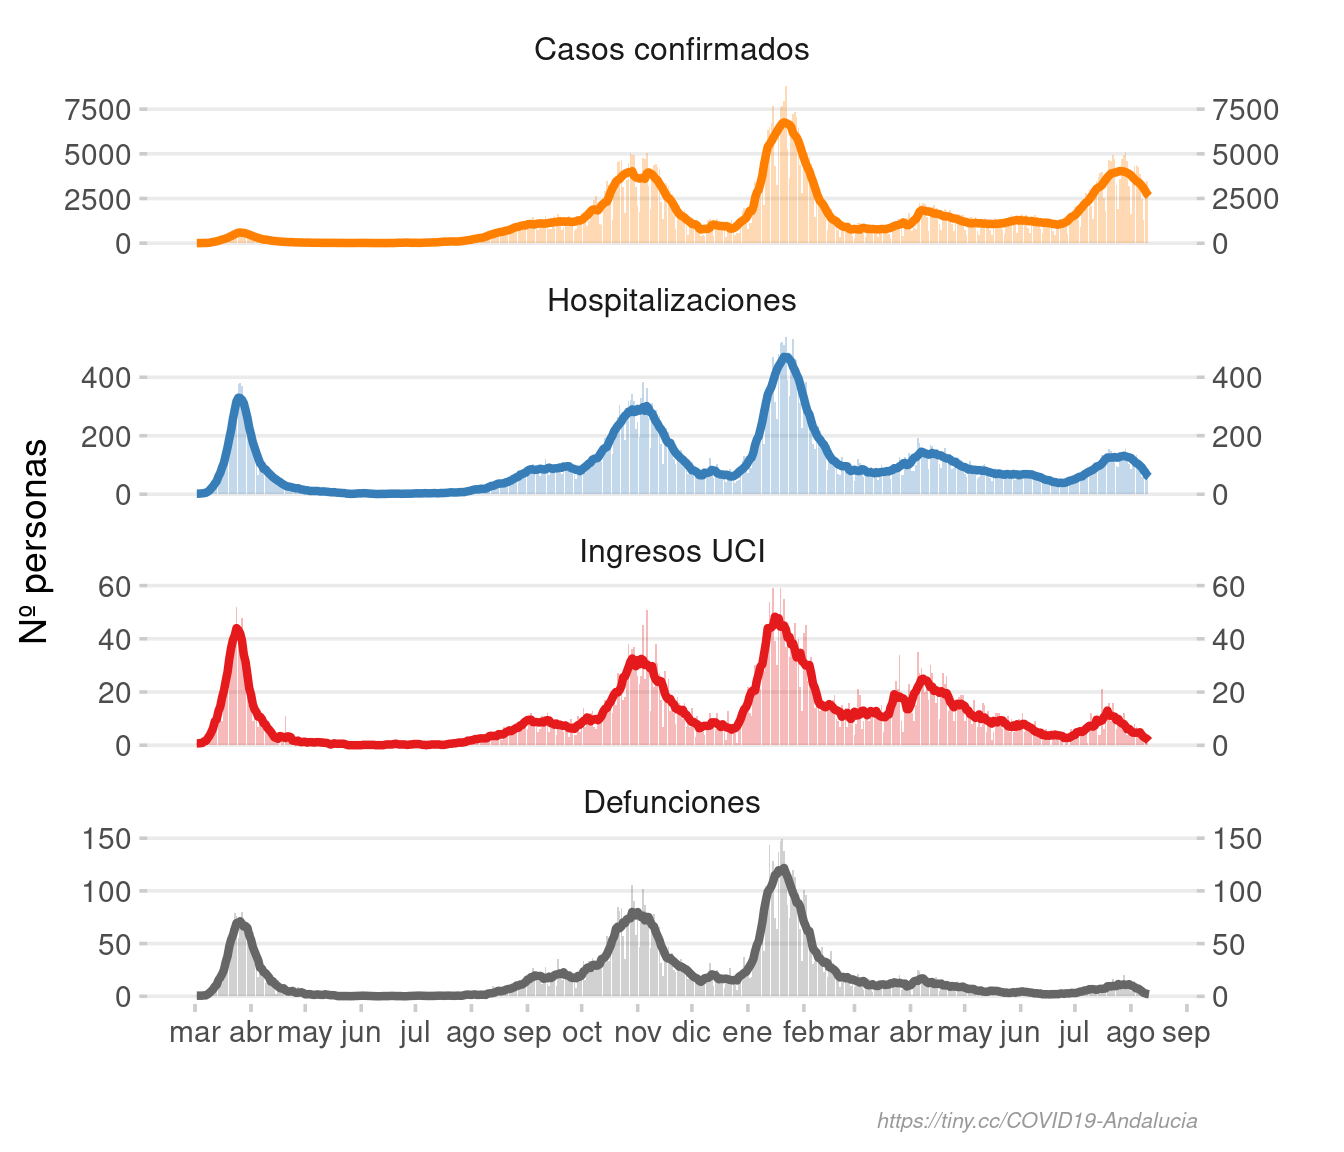 Casos confirmados
7500 7500
5000 5000
2500 2500
0 0
Hospitalizaciones
400 400
200 200
0 0
Nº personas
Ingresos UCI
60 60
40 40
20 20
0 0
Defunciones
150 150
100 100
50 50
0 0
mar abr may jun jul ago sep oct nov dic ene feb mar abr may jun jul ago sep
https://tiny.cc/COVID19-Andalucia